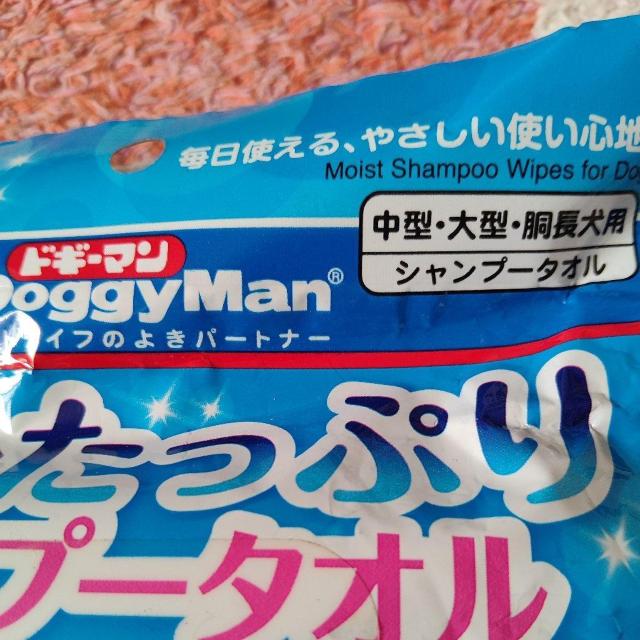 毎日使える、やさしい使い心地
Moist Shampoo Wipes for Do
中型・大型・胴長犬用
シャンプータオル
ドギーマン
DoggyMan®
イフのよきパートナー
たっぷり
プータオル